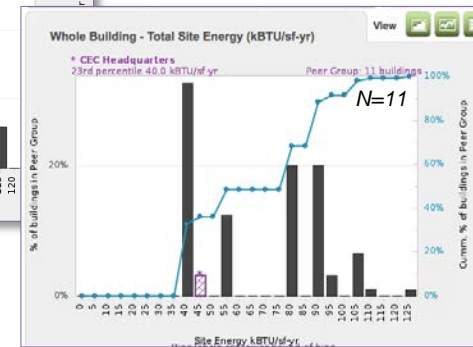 120
Whole Building - Total Site Energy (kBTU/sf-yr)
View
* CEC Headquarters
23rd percentile 40.0 kBTU/sf-yr
Peer Group: 11 buildings
N=11
% of buildings in Peer Group
20%
0%
100%
80%
60%
40%
20%
0%
Cumm. % of buildings in Peer Group
0 5 10 15 20 25 30 35 40 45 50 55 60 65 70 75 80 85 90 95 100 105 110 115 120 125
Site Energy kBTU/sf-yr